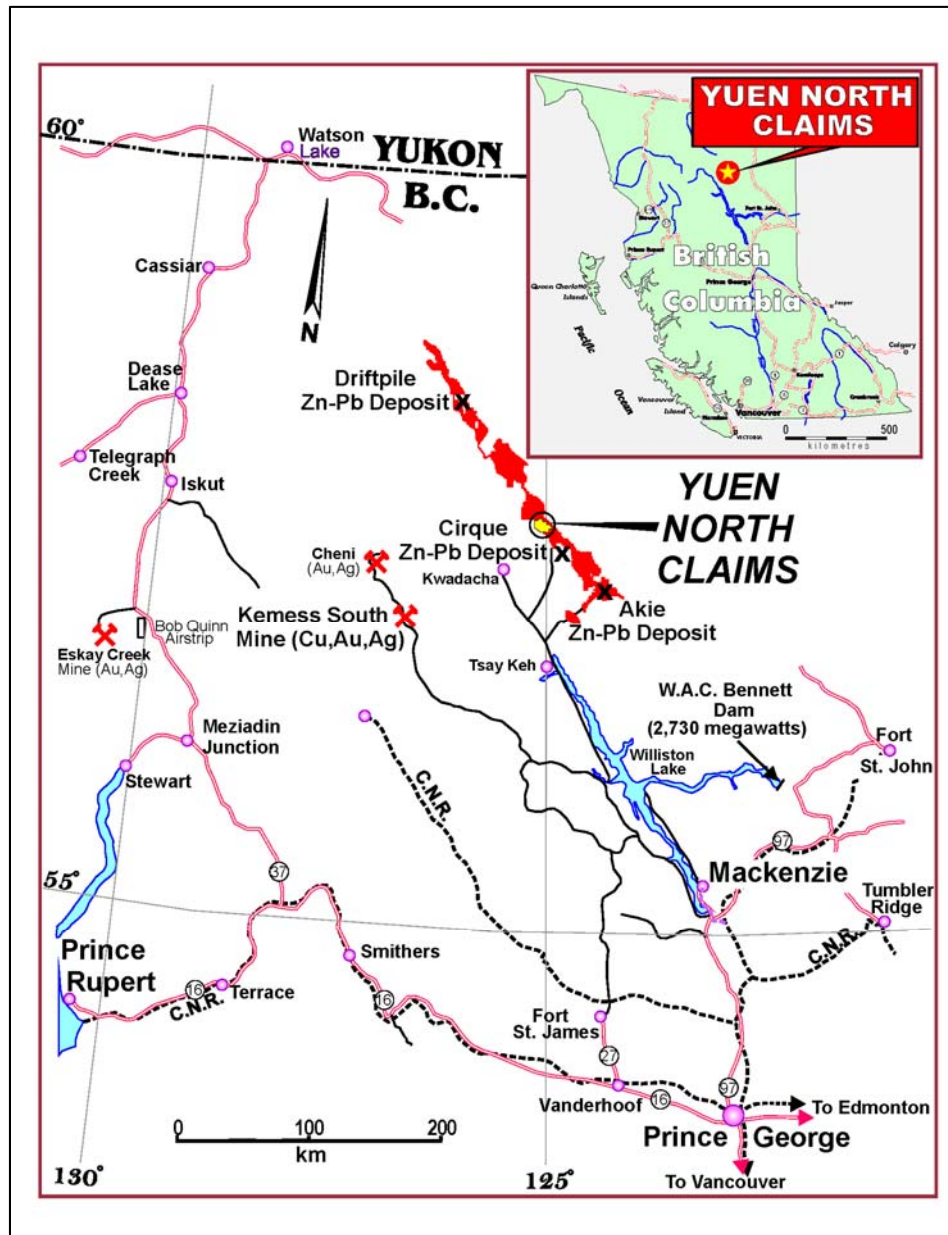 YUEN NORTH
CLAIMS
Fort St. John
Stewart
Prince Rupert
British
Columbia
Prince George
Queen Charlotte
Islands
Jasper
Pacific
Ocean
Calgary
Kamloops
Cranbrook
Vancouver
Island
Vancouver
Nanaimo
VICTORIA
0 500
kilometres
60°
Watson
Lake
YUKON
B.C.
N
Cassiar
Dease
Lake
Driftpile
Zn-Pb Deposit
Telegraph
Creek
Iskut
YUEN
NORTH
CLAIMS
Cirque
Zn-Pb Deposit
Cheni
(Au,Ag)
Kwadacha
Kemess South
Mine (Cu,Au,Ag)
Akie
Zn-Pb Deposit
Bob Quinn
Airstrip
Eskay Creek
Mine (Au,Ag)
Tsay Keh
W.A.C. Bennett
Dam
(2,730 megawatts)
Meziadin
Junction
Fort
St. John
Stewart
Williston
Lake
C.N.R.
97
37
55°
Mackenzie
Tumbler
Ridge
C.N.R.
Prince
Rupert
Smithers
16
C.N.R.
Terrace
16
Fort
St. James
27
Vanderhoof
16
97
To Edmonton
Prince George
0 100 200
km
130°
125°
To Vancouver